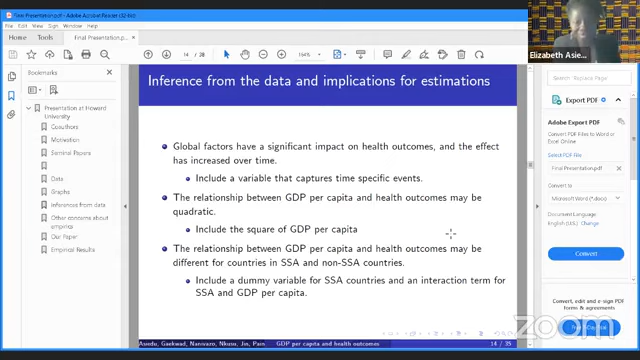 Final Presentation.pdf - Adobe Acrobat Reader (32-bit)
File Edit View Sign Window Help
Home Tools Final Presentation.p...
14 / 35
Bookmarks
Presentation at Howard
University
Coauthors
Motivation
Seminal Papers
Data
Graphs
Inferences from data
Other concerns about
empirics
Our Paper
Empirical Results
Inference from the data and implications for estimations
Global factors have a significant impact on health outcomes, and the effect
has increased over time.
Include a variable that captures time specific events.
The relationship between GDP per capita and health outcomes may be
quadratic.
Include the square of GDP per capita
The relationship between GDP per capita and health outcomes may be
different for countries in SSA and non-SSA countries.
Include a dummy variable for SSA countries and an interaction term for
SSA and GDP per capita.
Asiedu, Gaekwad, Nanivazo, Nkusu, Jin, Pain
GDP per capita and health outcomes
14 / 35
Elizabeth Asie...
Export PDF
Adobe Export PDF
Convert PDF Files to Word
or Excel Online
Select PDF File
Final Presentation.pdf
Convert to
Microsoft Word (*.docx)
Document Language:
English (U.S.) Change
Convert
Convert, edit and e-sign PDF
forms & agreements
zoom